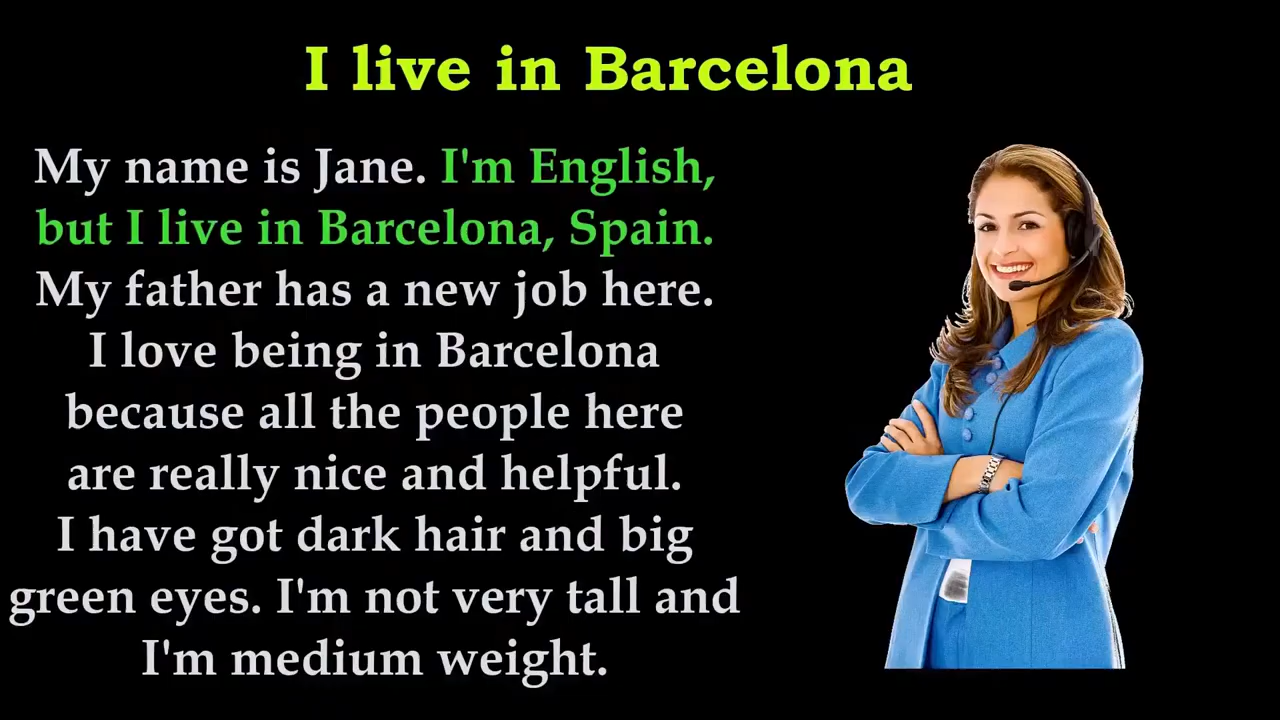 I live in Barcelona
My name is Jane. I'm English,
but I live in Barcelona, Spain.
My father has a new job here.
I love being in Barcelona
because all the people here
are really nice and helpful.
I have got dark hair and big
green eyes. I'm not very tall and
I'm medium weight.